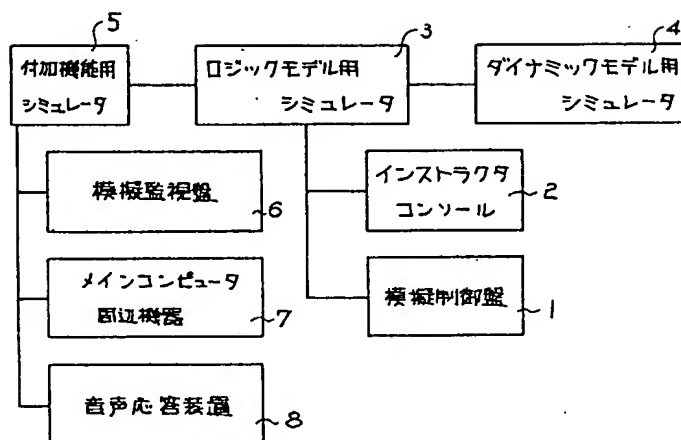 5
3
4
付加機能用
シミュレータ
ロジックモデル用
シミュレータ
ダイナミックモデル用
シミュレータ
模擬監視盤
6
インストラクタ
コンソール
2
メインコンピュータ
周辺機器
7
模擬制御盤
1
音声応答装置
8